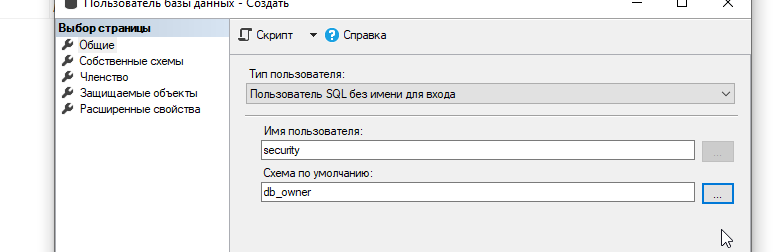 Пользователь базы данных - Создать
Выбор страницы
Общие
Собственные схемы
Членство
Защищаемые объекты
Расширенные свойства
Скрипт
Справка
Тип пользователя:
Пользователь SQL без имени для входа
Имя пользователя:
security
...
Схема по умолчанию:
db_owner
...